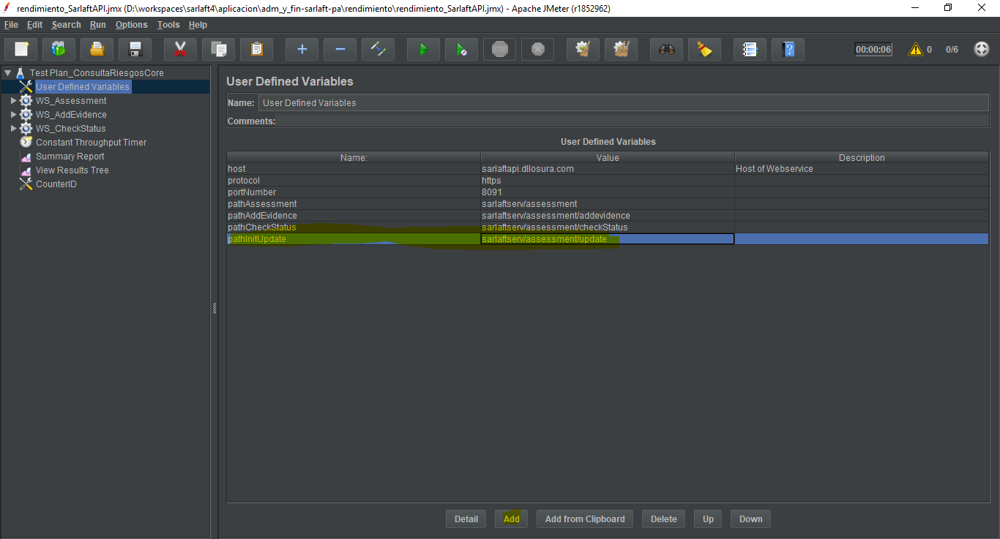 rendimiento_SarlaftAPI.jmx (D:\workspaces\sarlaft4\aplicacion\adm_y_fin-sarlaft-pa\rendimiento\rendimiento_SarlaftAPI.jmx) - Apache JMeter (r1852962)
File Edit Search Run Options Tools Help
STOP 00:00:06 0 0/6
Test Plan_ConsultaRiesgosCore
User Defined Variables
WS_Assessment
WS_AddEvidence
WS_CheckStatus
Constant Throughput Timer
Summary Report
View Results Tree
CounterID
User Defined Variables
Name: User Defined Variables
Comments:
User Defined Variables
Name: Value Description
host sarlaftapi.dllosura.com Host of Webservice
protocol https
portNumber 8091
pathAssessment sarlaftserv/assessment
pathAddEvidence sarlaftserv/assessment/addevidence
pathCheckStatus sarlaftserv/assessment/checkStatus
pathInitUpdate sarlaftserv/assessment/update
Detail Add Add from Clipboard Delete Up Down